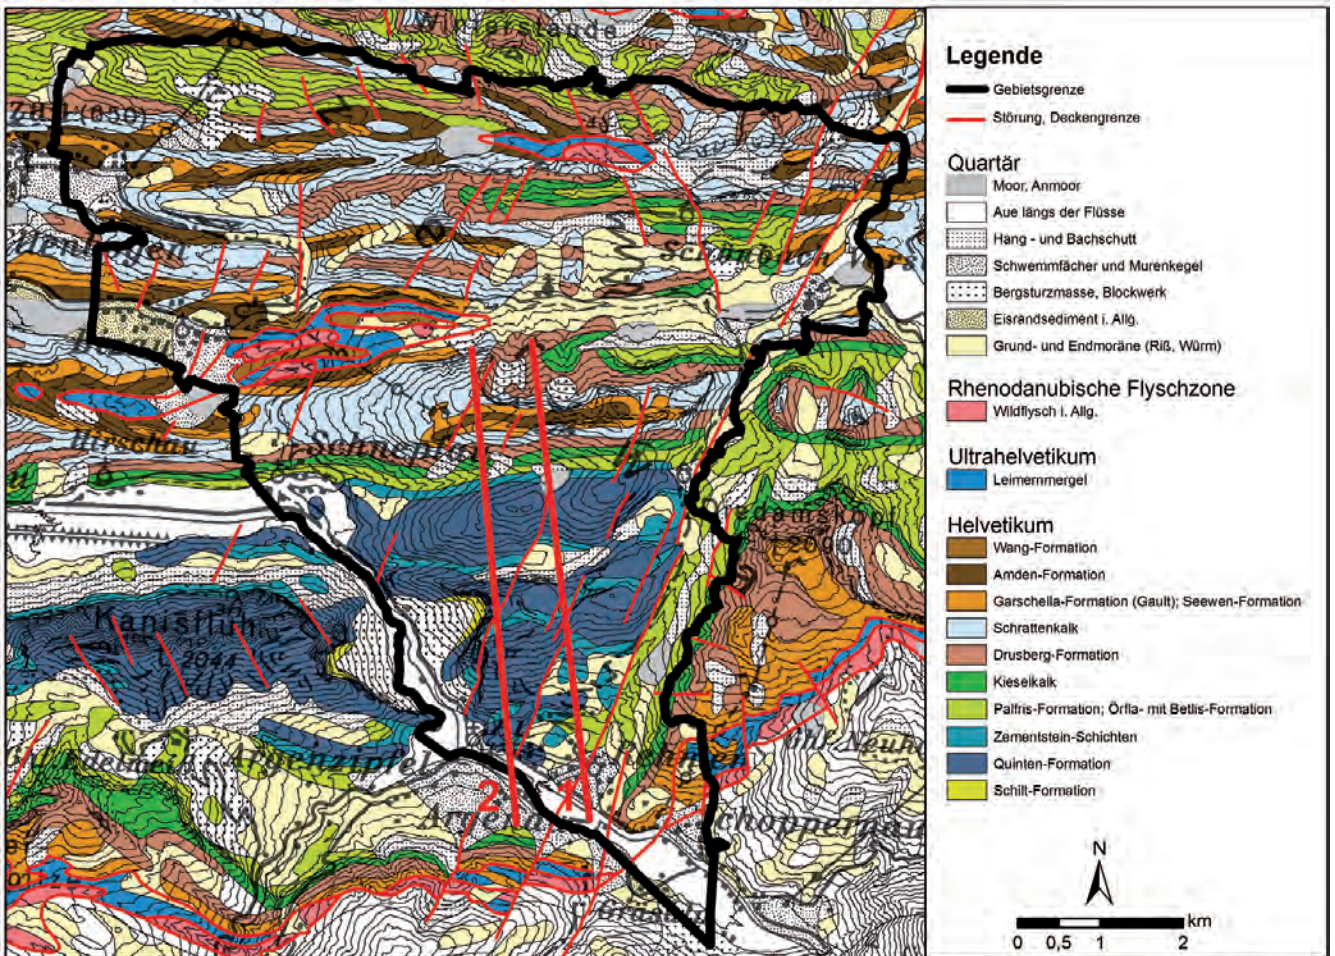 Legende
Gebietsgrenze
Störung, Deckengrenze
Quartär
Moor, Anmoor
Aue längs der Flüsse
Hang - und Bachschutt
Schwemmfächer und Murenkegel
Bergsturzmasse, Blockwerk
Eisrandsediment i. Allg.
Grund- und Endmoräne (Riß, Würm)
Rhenodanubische Flyschzone
Wildflysch i. Allg.
Ultrahelvetikum
Leimernmergel
Helvetikum
Wang-Formation
Amden-Formation
Garschella-Formation (Gault); Seewen-Formation
Schrattenkalk
Drusberg-Formation
Kieselkalk
Palfris-Formation; Örfla- mit Betlis-Formation
Zementstein-Schichten
Quinten-Formation
Schilt-Formation
N
km
0 0,5 1 2
(650)
Hirschau
Kanisfluh
2044
2
1